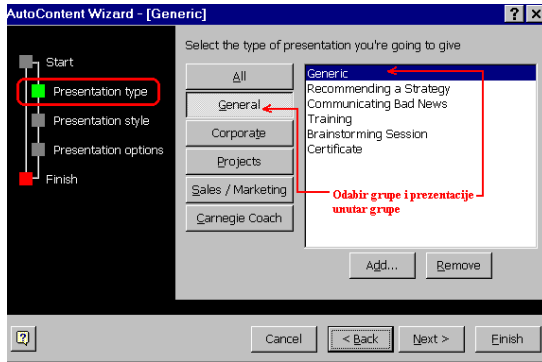 AutoContent Wizard - [Generic]
Select the type of presentation you're going to give
Start
Presentation type
Presentation style
Presentation options
Finish
All
General
Corporate
Projects
Sales / Marketing
Carnegie Coach
Generic
Recommending a Strategy
Communicating Bad News
Training
Brainstorming Session
Certificate
Odabir grupe i prezentacije
unutar grupe
Add...
Remove
Cancel
< Back
Next >
Finish